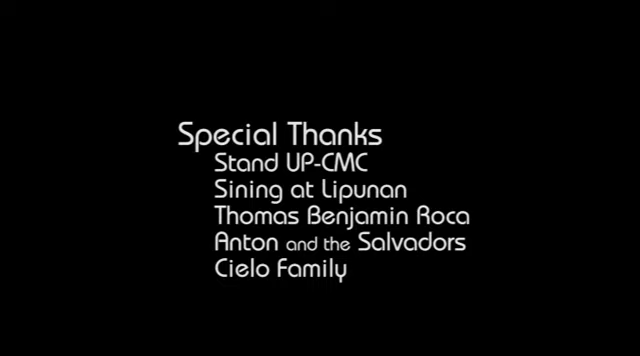 Special Thanks
Stand UP-CMC
Sining at Lipunan
Thomas Benjamin Roca
Anton and the Salvadors
Cielo Family